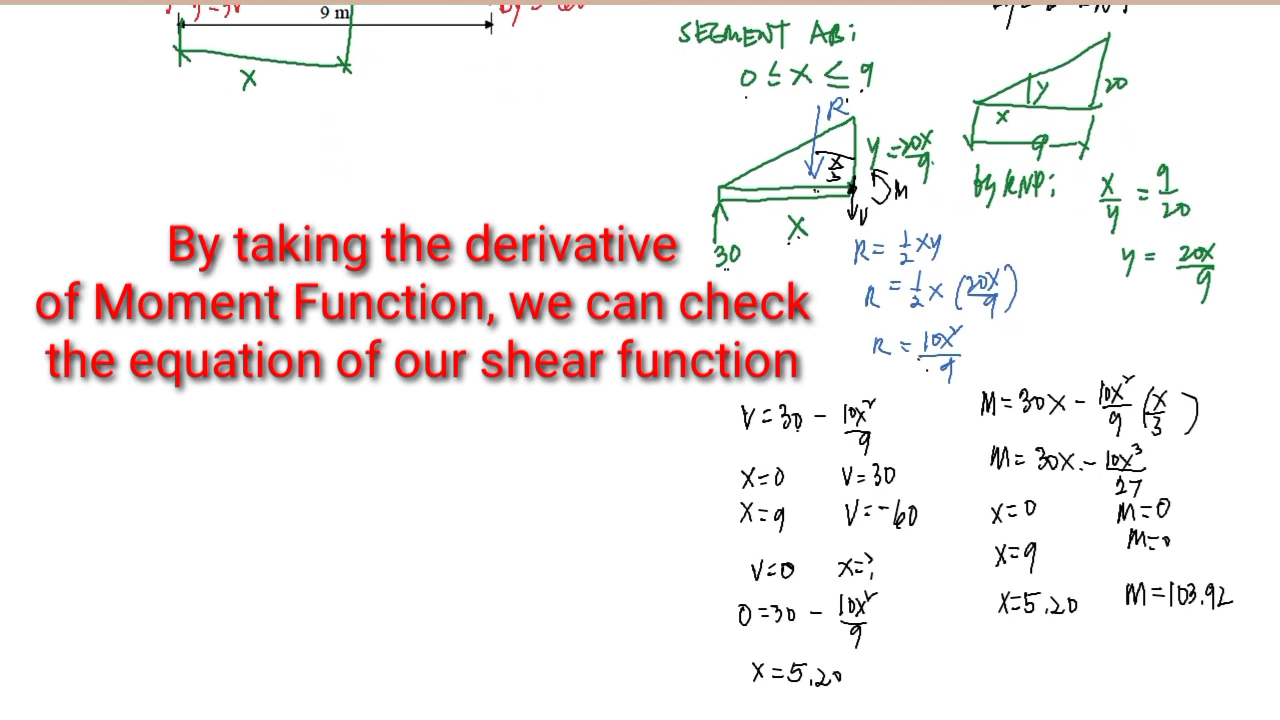 9 m
x
SEGMENT AB:
0 ≤ x ≤ 9
R
y = 20x/9
x/3
M
V
x
30
y
20
x
9
by RNP:
x/y = 9/20
y = 20x/9
R = 1/2 xy
R = 1/2 x (20x/9)
R = 10x²/9
By taking the derivative
of Moment Function, we can check
the equation of our shear function
V = 30 - 10x²/9
x=0 V=30
x=9 V=-60
V=0 x=?
0=30 - 10x²/9
x=5.20
M=30x - 10x²/9 (x/3)
M= 30x - 10x³/27
x=0 M=0
x=9 M=0
x=5.20 M=103.92